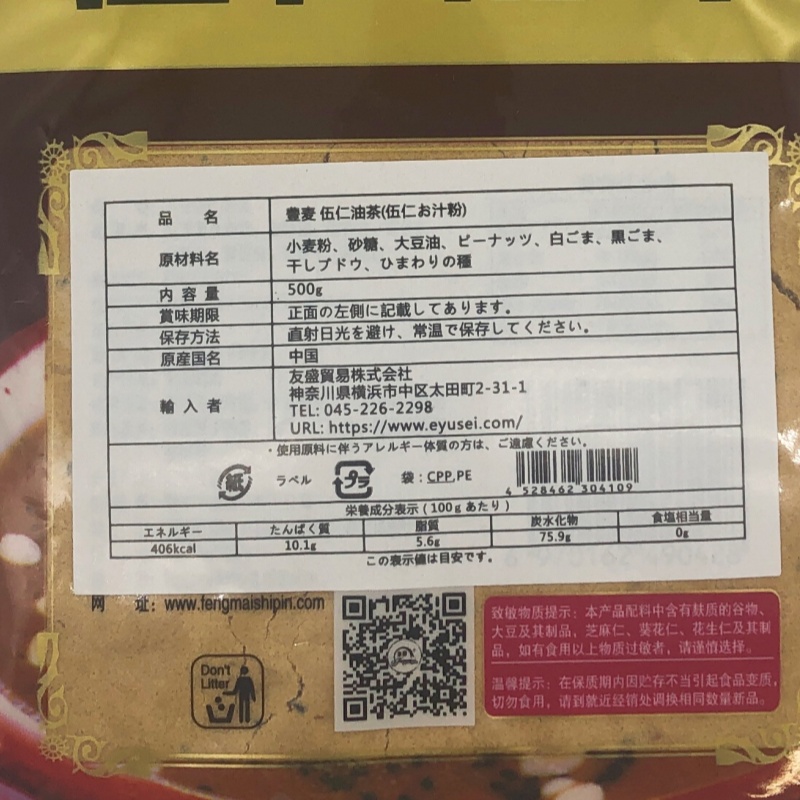 品 名 豊麦 伍仁油茶(伍仁お汁粉)
原材料名 小麦粉、砂糖、大豆油、ピーナッツ、白ごま、黒ごま、
干しブドウ、ひまわりの種
内 容 量 500g
賞味期限 正面の左側に記載してあります。
保存方法 直射日光を避け、常温で保存してください。
原産国名 中国
輸 入 者 友盛貿易株式会社
神奈川県横浜市中区太田町2-31-1
TEL: 045-226-2298
URL: https://www.eyusei.com/
・使用原料に伴うアレルギー体質の方は、ご遠慮ください。
紙 ラベル プラ 袋:CPP,PE
4 528462 304109
栄養成分表示(100gあたり)
エネルギー たんぱく質 脂質 炭水化物 食塩相当量
406kcal 10.1g 5.6g 75.9g 0g
この表示値は目安です。
网 址:www.fengmaishipin.com
Don't
Litter
致敏物质提示:本产品配料中含有麸质的谷物、
大豆及其制品,芝麻仁、葵花仁、花生仁及其制
品,如有食用以上物质过敏者,请谨慎选择。
温馨提示:在保质期内因贮存不当引起食品变质,
切勿食用,请到就近经销处调换相同数量新品。